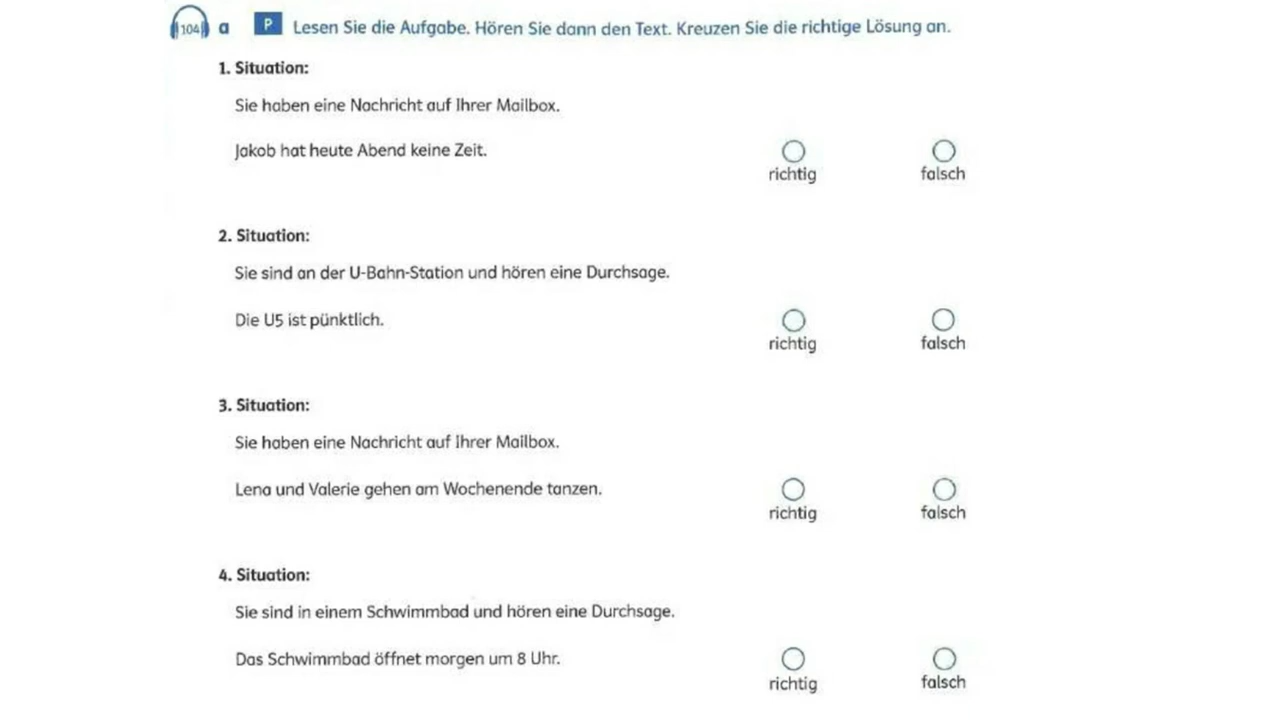 104 a P Lesen Sie die Aufgabe. Hören Sie dann den Text. Kreuzen Sie die richtige Lösung an.
1. Situation:
Sie haben eine Nachricht auf Ihrer Mailbox.
Jakob hat heute Abend keine Zeit.
richtig falsch
2. Situation:
Sie sind an der U-Bahn-Station und hören eine Durchsage.
Die U5 ist pünktlich.
richtig falsch
3. Situation:
Sie haben eine Nachricht auf Ihrer Mailbox.
Lena und Valerie gehen am Wochenende tanzen.
richtig falsch
4. Situation:
Sie sind in einem Schwimmbad und hören eine Durchsage.
Das Schwimmbad öffnet morgen um 8 Uhr.
richtig falsch